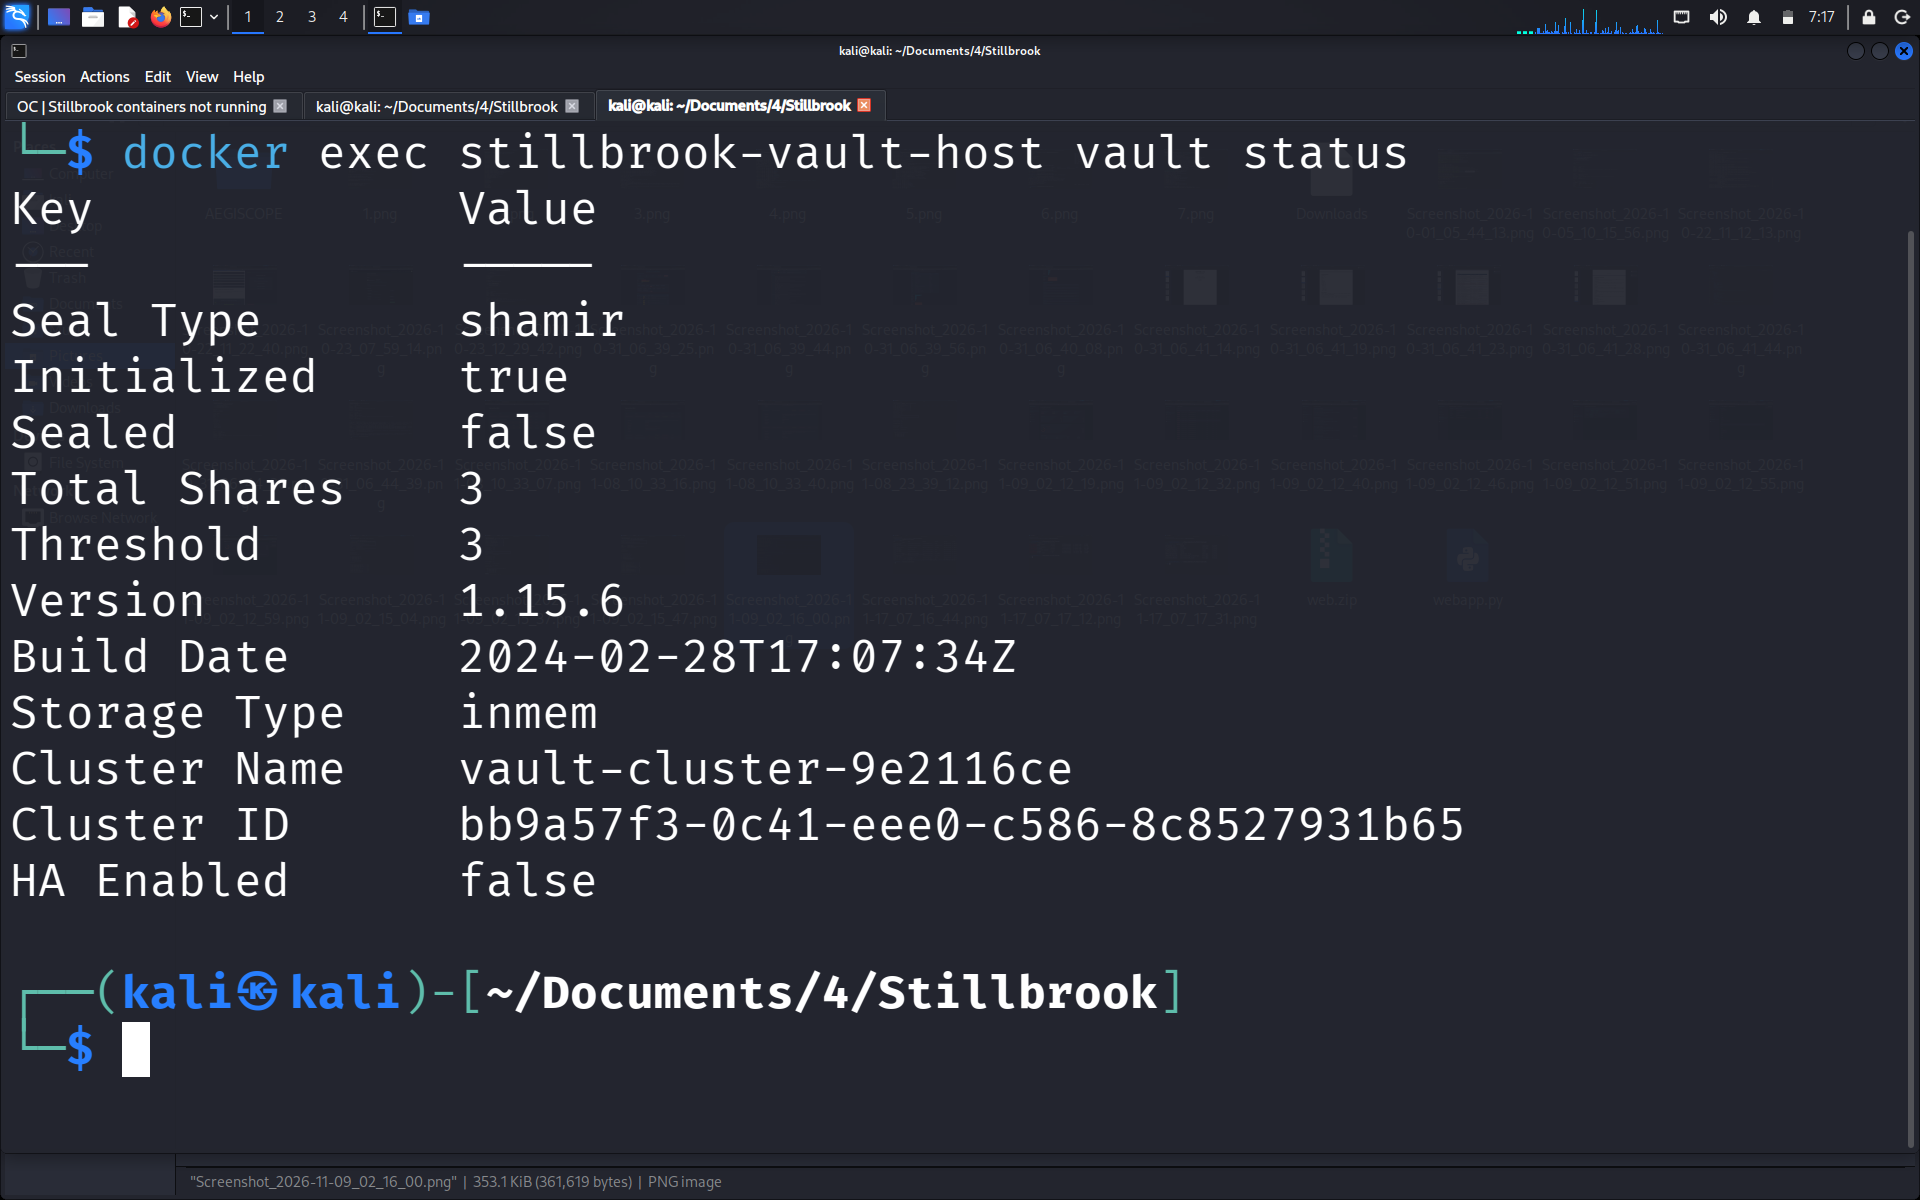 1 2 3 4 7:17
kali@kali: ~/Documents/4/Stillbrook
Session Actions Edit View Help
OC | Stillbrook containers not running kali@kali: ~/Documents/4/Stillbrook kali@kali: ~/Documents/4/Stillbrook
└─$ docker exec stillbrook-vault-host vault status
Key Value
--- -----
Seal Type shamir
Initialized true
Sealed false
Total Shares 3
Threshold 3
Version 1.15.6
Build Date 2024-02-28T17:07:34Z
Storage Type inmem
Cluster Name vault-cluster-9e2116ce
Cluster ID bb9a57f3-0c41-eee0-c586-8c8527931b65
HA Enabled false
┌──(kali㉿kali)-[~/Documents/4/Stillbrook]
└─$
"Screenshot_2026-11-09_02_16_00.png" | 353.1 KiB (361,619 bytes) | PNG image